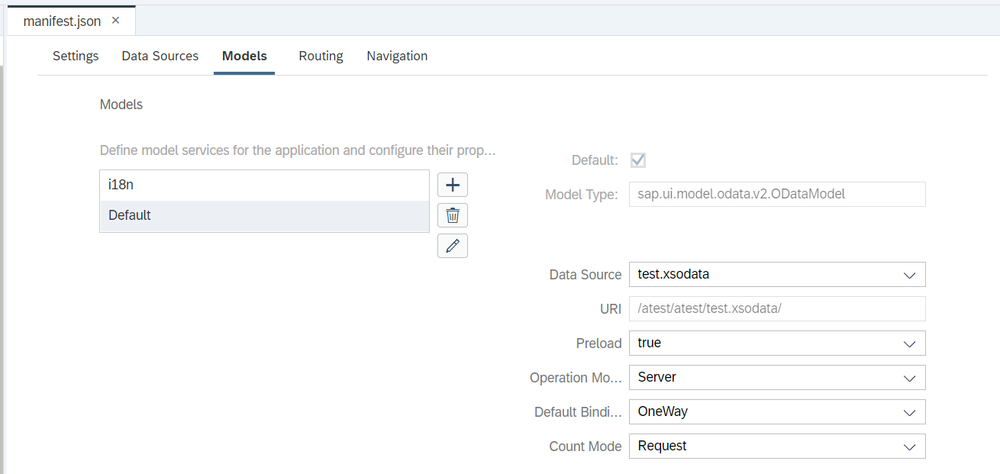 manifest.json ×
Settings Data Sources Models Routing Navigation
Models
Define model services for the application and configure their prop...
i18n
Default
Default:
Model Type: sap.ui.model.odata.v2.ODataModel
Data Source test.xsodata
URI /atest/atest/test.xsodata/
Preload true
Operation Mo... Server
Default Bindi... OneWay
Count Mode Request